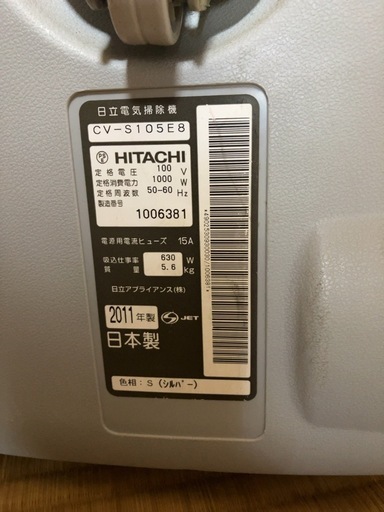 日立電気掃除機
CV-S105E8
HITACHI
定格電圧 100 V
定格消費電力 1000 W
定格周波数 50-60 Hz
製造番号
1006381
電源用電流ヒューズ 15A
吸込仕事率 630 W
質量 5.6 kg
日立アプライアンス(株)
2011年製 JET
日本製
色相:S(シルバー)